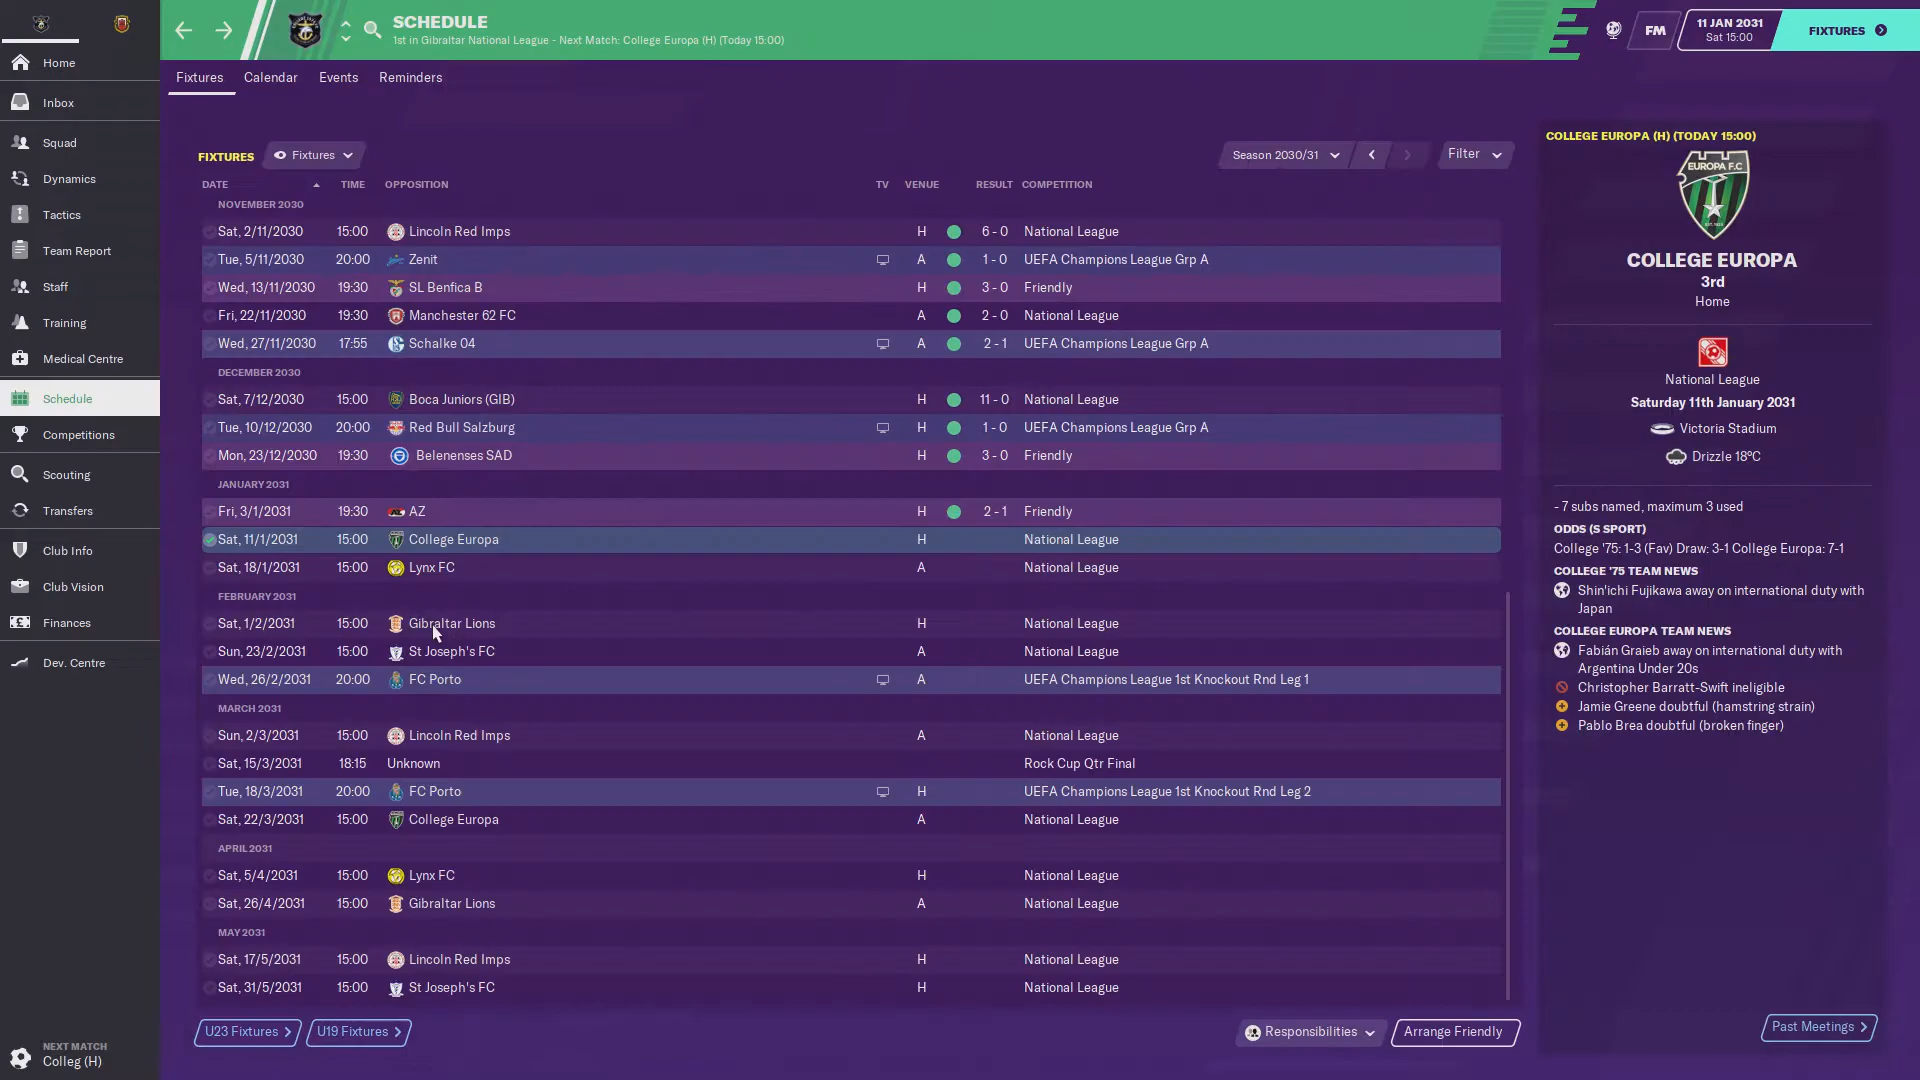 SCHEDULE
1st in Gibraltar National League - Next Match: College Europa (H) (Today 15:00)
FM
11 JAN 2031
Sat 15:00
FIXTURES
Home
Inbox
Squad
Dynamics
Tactics
Team Report
Staff
Training
Medical Centre
Schedule
Competitions
Scouting
Transfers
Club Info
Club Vision
Finances
Dev. Centre
NEXT MATCH
Colleg (H)
Fixtures Calendar Events Reminders
FIXTURES Fixtures Season 2030/31 Filter
DATE TIME OPPOSITION TV VENUE RESULT COMPETITION
NOVEMBER 2030
Sat, 2/11/2030 15:00 Lincoln Red Imps H 6 - 0 National League
Tue, 5/11/2030 20:00 Zenit A 1 - 0 UEFA Champions League Grp A
Wed, 13/11/2030 19:30 SL Benfica B H 3 - 0 Friendly
Fri, 22/11/2030 19:30 Manchester 62 FC A 2 - 0 National League
Wed, 27/11/2030 17:55 Schalke 04 A 2 - 1 UEFA Champions League Grp A
DECEMBER 2030
Sat, 7/12/2030 15:00 Boca Juniors (GIB) H 11 - 0 National League
Tue, 10/12/2030 20:00 Red Bull Salzburg H 1 - 0 UEFA Champions League Grp A
Mon, 23/12/2030 19:30 Belenenses SAD H 3 - 0 Friendly
JANUARY 2031
Fri, 3/1/2031 19:30 AZ H 2 - 1 Friendly
Sat, 11/1/2031 15:00 College Europa H National League
Sat, 18/1/2031 15:00 Lynx FC A National League
FEBRUARY 2031
Sat, 1/2/2031 15:00 Gibraltar Lions H National League
Sun, 23/2/2031 15:00 St Joseph's FC A National League
Wed, 26/2/2031 20:00 FC Porto A UEFA Champions League 1st Knockout Rnd Leg 1
MARCH 2031
Sun, 2/3/2031 15:00 Lincoln Red Imps A National League
Sat, 15/3/2031 18:15 Unknown Rock Cup Qtr Final
Tue, 18/3/2031 20:00 FC Porto H UEFA Champions League 1st Knockout Rnd Leg 2
Sat, 22/3/2031 15:00 College Europa A National League
APRIL 2031
Sat, 5/4/2031 15:00 Lynx FC H National League
Sat, 26/4/2031 15:00 Gibraltar Lions A National League
MAY 2031
Sat, 17/5/2031 15:00 Lincoln Red Imps H National League
Sat, 31/5/2031 15:00 St Joseph's FC H National League
U23 Fixtures U19 Fixtures Responsibilities Arrange Friendly
COLLEGE EUROPA (H) (TODAY 15:00)
EUROPA F.C
COLLEGE EUROPA
3rd
Home
National League
Saturday 11th January 2031
Victoria Stadium
Drizzle 18ºC
- 7 subs named, maximum 3 used
ODDS (S SPORT)
College '75: 1-3 (Fav) Draw: 3-1 College Europa: 7-1
COLLEGE '75 TEAM NEWS
Shin'ichi Fujikawa away on international duty with
Japan
COLLEGE EUROPA TEAM NEWS
Fabián Graieb away on international duty with
Argentina Under 20s
Christopher Barratt-Swift ineligible
Jamie Greene doubtful (hamstring strain)
Pablo Brea doubtful (broken finger)
Past Meetings